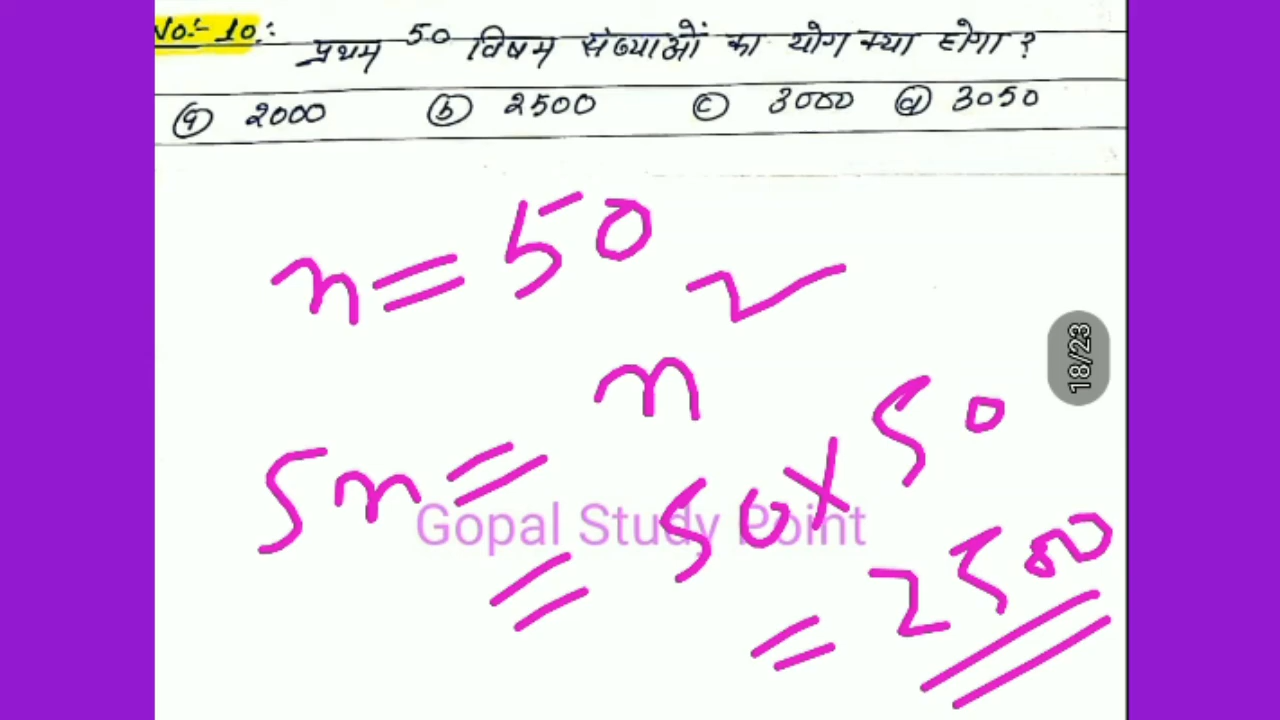 No:- 10:
प्रथम 50 विषम संख्याओं का योग क्या होगा ?
(a) 2000 (b) 2500 (c) 3000 (d) 3050
n = 50
n
Sn = 50 × 50
= = 2500
Gopal Study Point
18/23